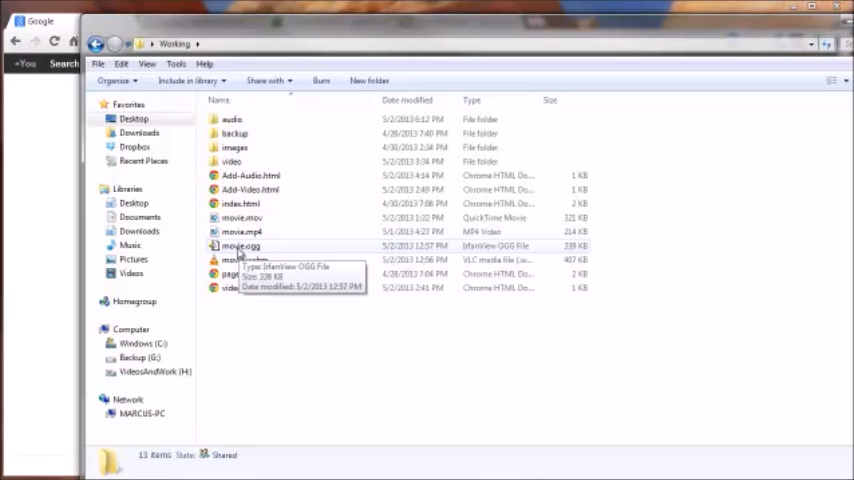 Google
+You Search
Working
File Edit View Tools Help
Organize Include in library Share with Burn New folder
Name Date modified Type Size
Favorites
Desktop
Downloads
Dropbox
Recent Places
Libraries
Desktop
Documents
Downloads
Music
Pictures
Videos
Homegroup
Computer
Windows (C:)
Backup (G:)
VideosAndWork (H:)
Network
MARCUS-PC
audio 5/2/2013 6:12 PM File folder
backup 4/26/2013 7:40 PM File folder
images 4/30/2013 2:34 PM File folder
video 5/2/2013 3:34 PM File folder
Add-Audio.html 5/2/2013 4:14 PM Chrome HTML Do... 1 KB
Add-Video.html 5/2/2013 2:49 PM Chrome HTML Do... 1 KB
index.html 4/30/2013 7:08 PM Chrome HTML Do... 2 KB
movie.mov 5/2/2013 1:22 PM QuickTime Movie 321 KB
movie.mp4 5/1/2013 4:27 PM MP4 Video 214 KB
movie.ogg 5/2/2013 12:57 PM IrfanView OGG File 339 KB
5/2/2013 12:56 PM VLC media file (.w... 407 KB
4/28/2013 7:04 PM Chrome HTML Do... 2 KB
5/2/2013 2:41 PM Chrome HTML Do... 1 KB
Type: IrfanView OGG File
Size: 338 KB
Date modified: 5/2/2013 12:57 PM
13 items State: Shared